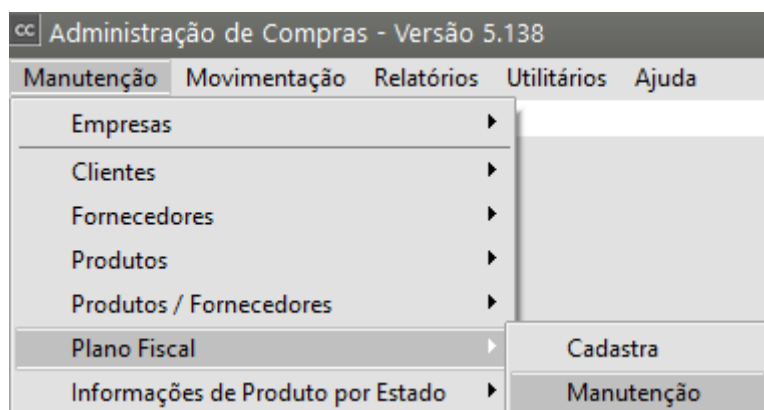 cc Administração de Compras - Versão 5.138
Manutenção Movimentação Relatórios Utilitários Ajuda
Empresas
Clientes
Fornecedores
Produtos
Produtos / Fornecedores
Plano Fiscal
Cadastra
Informações de Produto por Estado
Manutenção